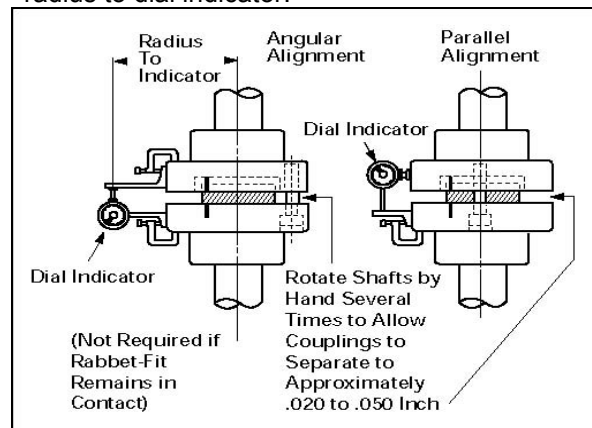 radius to dial indicator.
Radius
To
Indicator
Angular
Alignment
Parallel
Alignment
Dial Indicator
Dial Indicator
Rotate Shafts by
Hand Several
Times to Allow
Couplings to
Separate to
Approximately
.020 to .050 Inch
(Not Required if
Rabbet-Fit
Remains in
Contact)